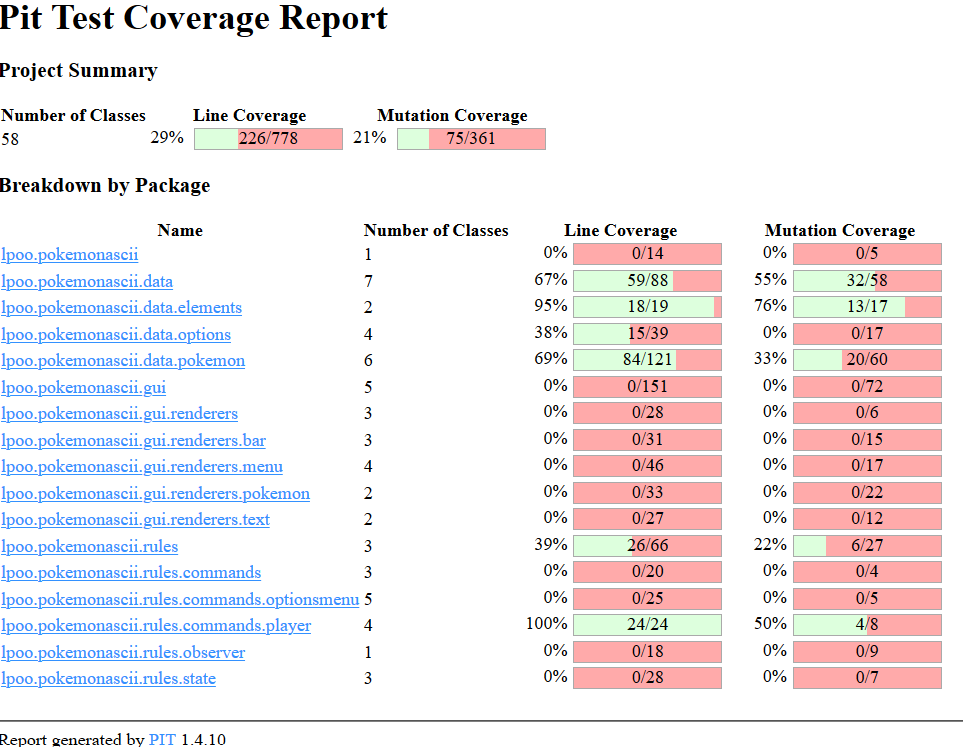 Pit Test Coverage Report
Project Summary
Number of Classes Line Coverage Mutation Coverage
58 29% 226/778 21% 75/361
Breakdown by Package
Name Number of Classes Line Coverage Mutation Coverage
lpoo.pokemonascii 1 0% 0/14 0% 0/5
lpoo.pokemonascii.data 7 67% 59/88 55% 32/58
lpoo.pokemonascii.data.elements 2 95% 18/19 76% 13/17
lpoo.pokemonascii.data.options 4 38% 15/39 0% 0/17
lpoo.pokemonascii.data.pokemon 6 69% 84/121 33% 20/60
lpoo.pokemonascii.gui 5 0% 0/151 0% 0/72
lpoo.pokemonascii.gui.renderers 3 0% 0/28 0% 0/6
lpoo.pokemonascii.gui.renderers.bar 3 0% 0/31 0% 0/15
lpoo.pokemonascii.gui.renderers.menu 4 0% 0/46 0% 0/17
lpoo.pokemonascii.gui.renderers.pokemon 2 0% 0/33 0% 0/22
lpoo.pokemonascii.gui.renderers.text 2 0% 0/27 0% 0/12
lpoo.pokemonascii.rules 3 39% 26/66 22% 6/27
lpoo.pokemonascii.rules.commands 3 0% 0/20 0% 0/4
lpoo.pokemonascii.rules.commands.optionsmenu 5 0% 0/25 0% 0/5
lpoo.pokemonascii.rules.commands.player 4 100% 24/24 50% 4/8
lpoo.pokemonascii.rules.observer 1 0% 0/18 0% 0/9
lpoo.pokemonascii.rules.state 3 0% 0/28 0% 0/7
Report generated by PIT 1.4.10